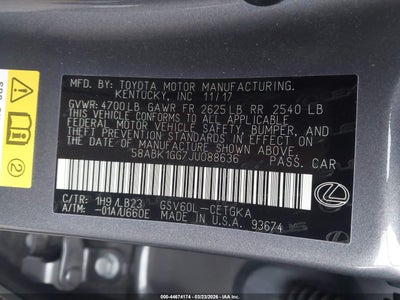 MFD. BY: TOYOTA MOTOR MANUFACTURING,
KENTUCKY, INC 11/17
GVWR: 4700LB GAWR FR 2625LB RR 2540 LB
THIS VEHICLE CONFORMS TO ALL APPLICABLE
FEDERAL MOTOR VEHICLE SAFETY, BUMPER, AND
THEFT PREVENTION STANDARDS IN EFFECT ON
THE DATE OF MANUFACTURE SHOWN ABOVE.
58ABK1GG7JU088636 PASS. CAR
C/TR: 1H9/LB23 GSV60L-CETGKA
A/TM: -01A/U660E MADE IN U.S.A. 93674
2
© IAA
#000-44674174 | 03/23/2026 - IAA